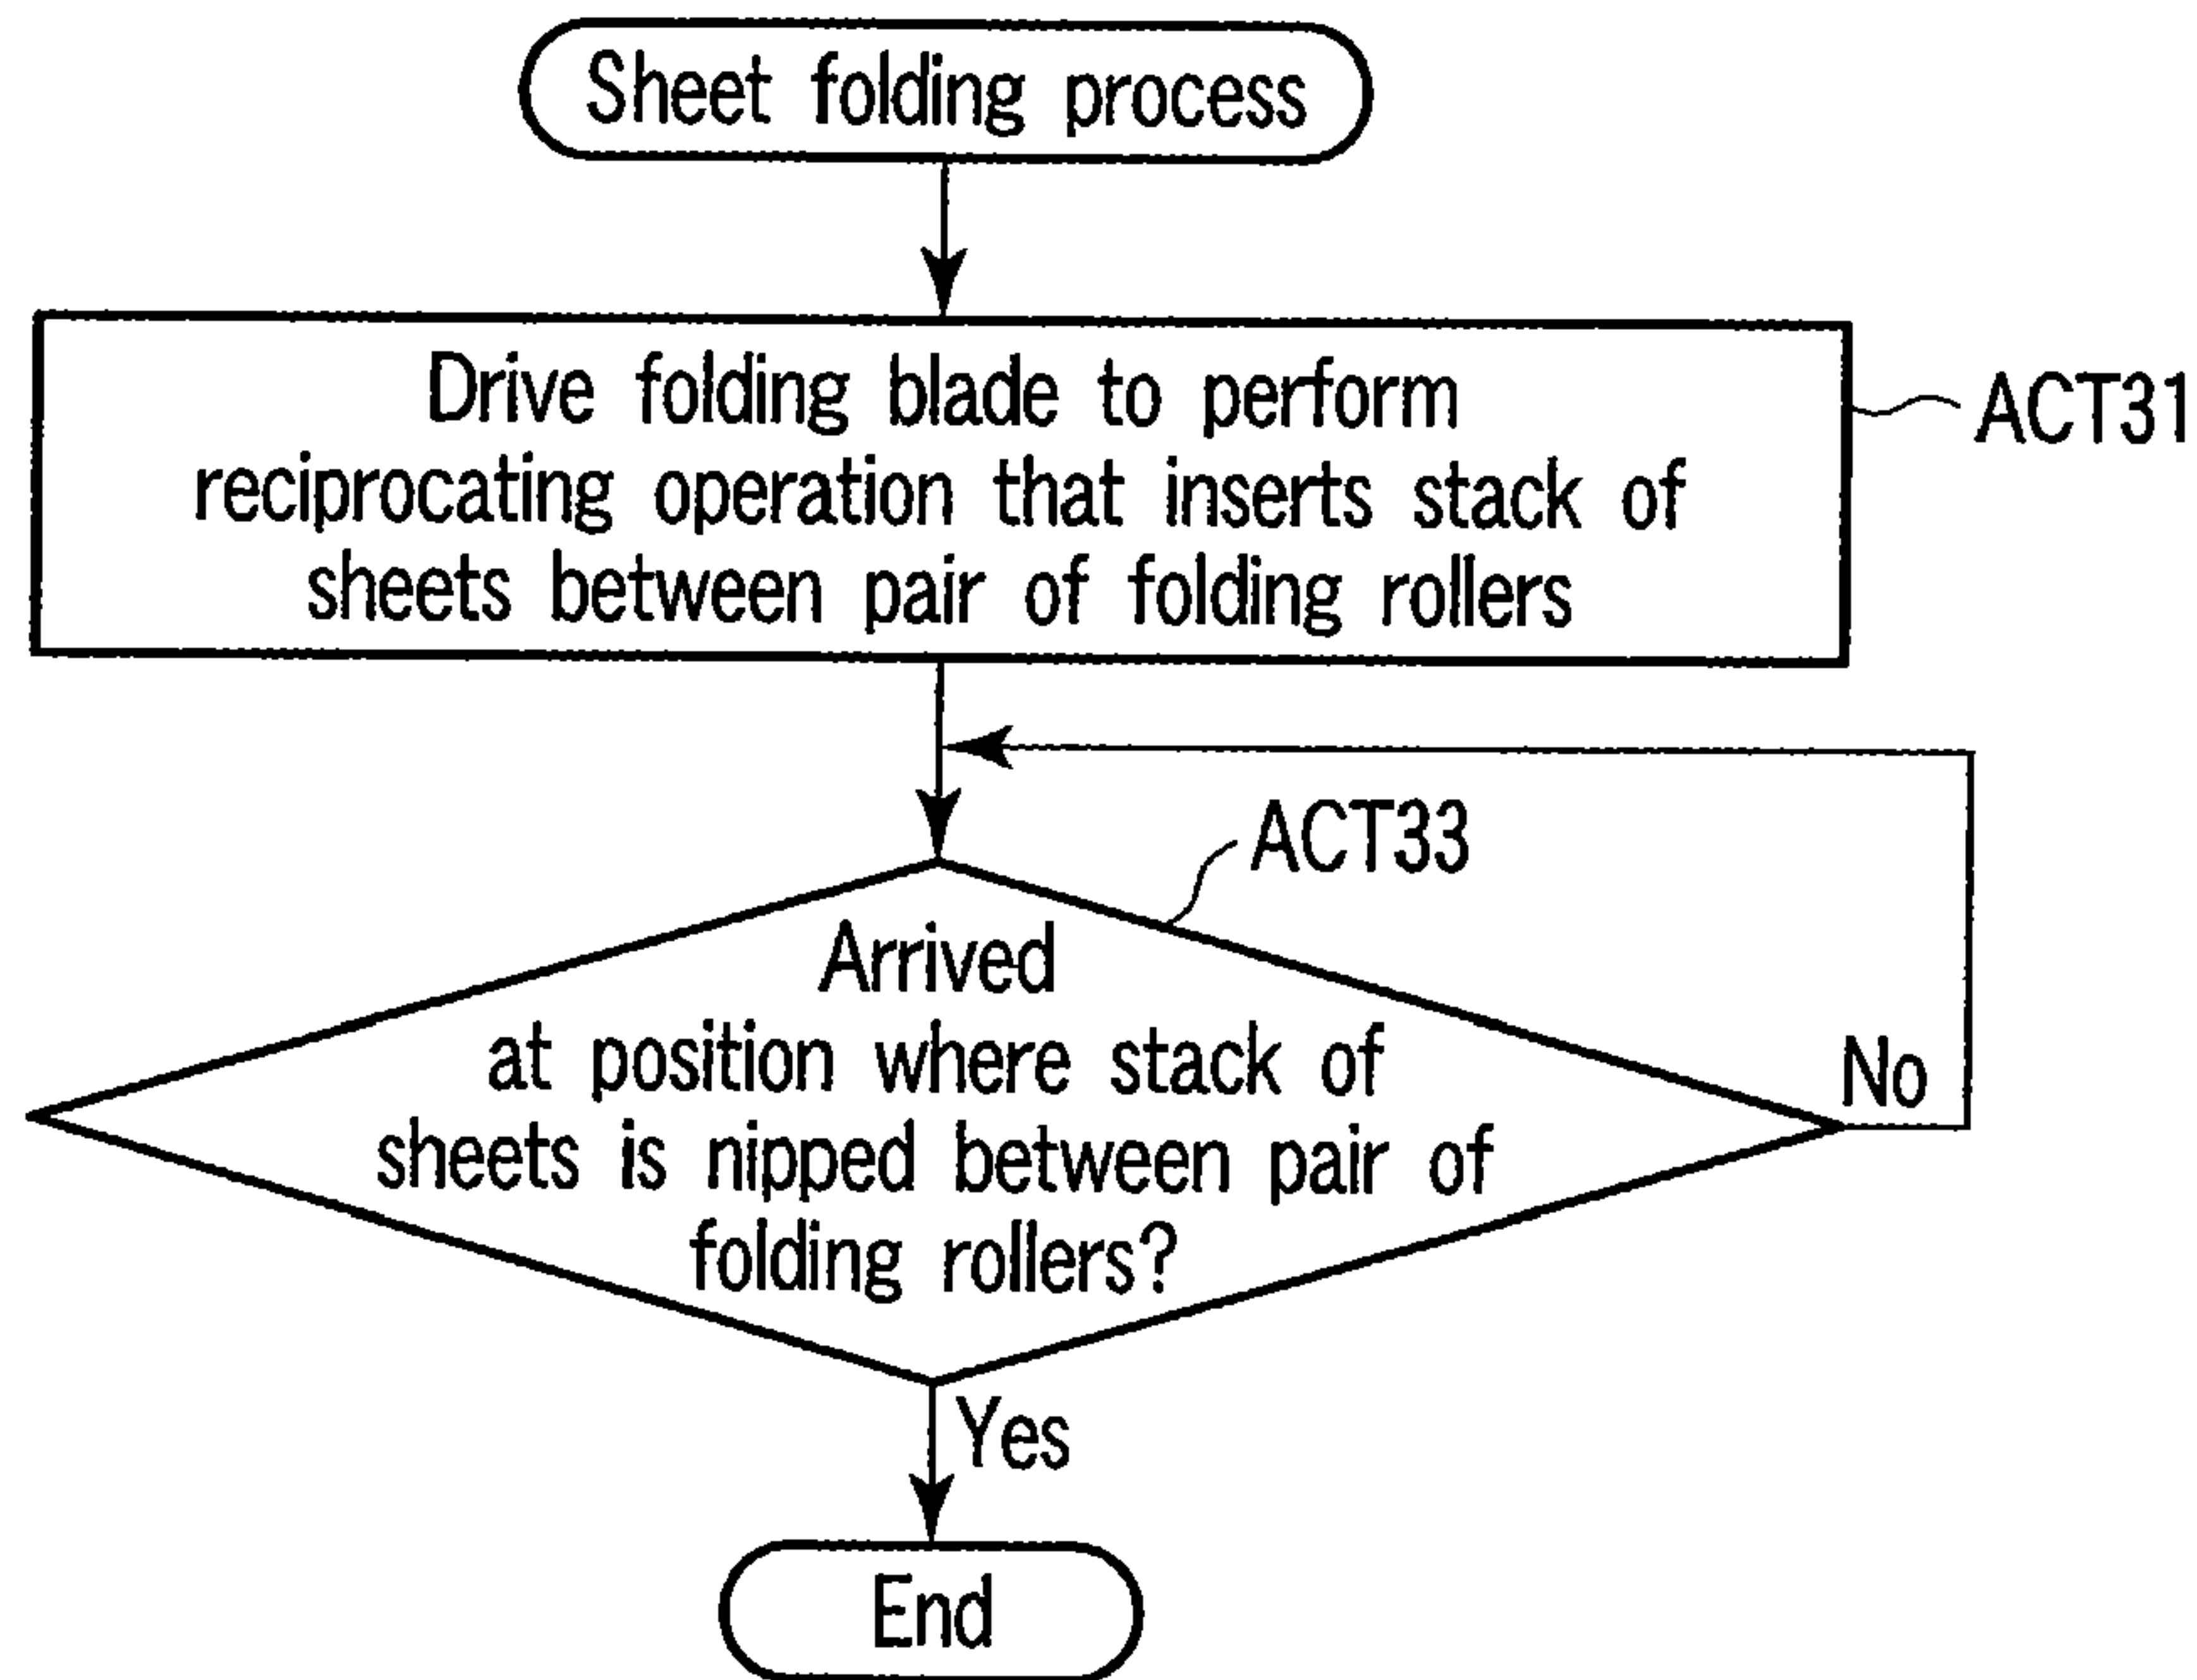 Sheet folding process
Drive folding blade to perform
reciprocating operation that inserts stack of
sheets between pair of folding rollers
ACT31
ACT33
Arrived
at position where stack of
sheets is nipped between pair of
folding rollers?
No
Yes
End